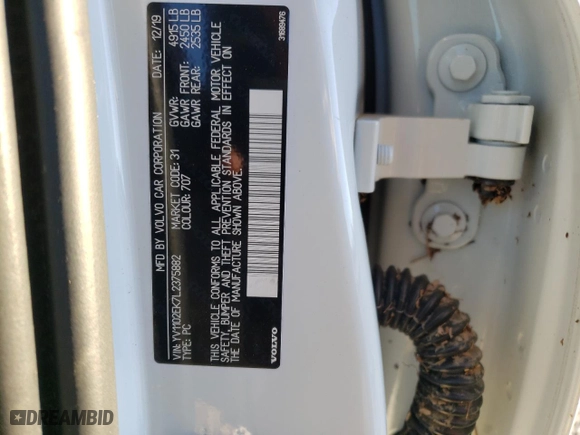 MFD. BY VOLVO CAR CORPORATION DATE: 12/19
VIN: YV1102EK7L2375882 MARKET CODE: 31 GVWR: 4915 LB
TYPE: PC COLOUR: 707 GAWR FRONT: 2450 LB
GAWR REAR: 2535 LB
THIS VEHICLE CONFORMS TO ALL APPLICABLE FEDERAL MOTOR VEHICLE
SAFETY, BUMPER AND THEFT PREVENTION STANDARDS IN EFFECT ON
THE DATE OF MANUFACTURE SHOWN ABOVE.
VOLVO 31689476
DREAMBID